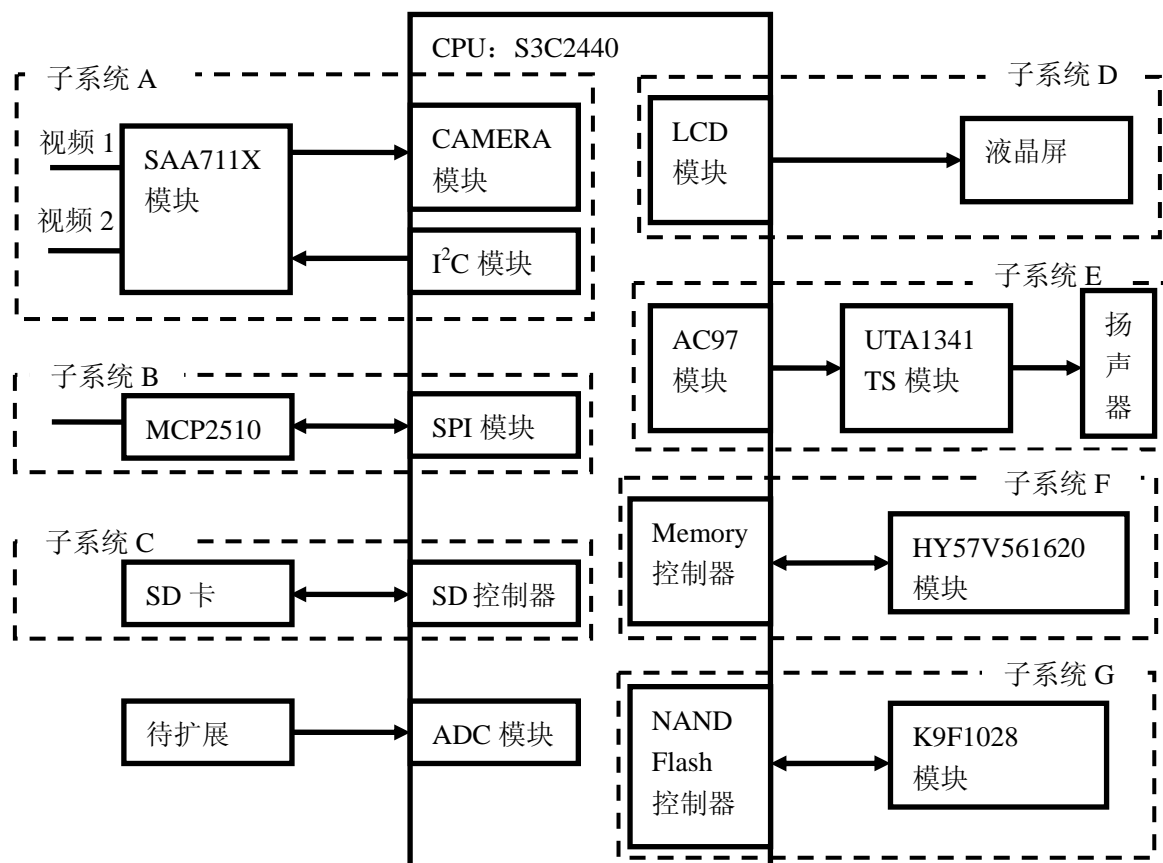 CPU：S3C2440
子系统 A
视频 1
视频 2
SAA711X
模块
CAMERA
模块
I²C 模块
子系统 B
MCP2510
SPI 模块
子系统 C
SD 卡
SD 控制器
待扩展
ADC 模块
子系统 D
LCD
模块
液晶屏
子系统 E
AC97
模块
UTA1341
TS 模块
扬
声
器
子系统 F
Memory
控制器
HY57V561620
模块
子系统 G
NAND
Flash
控制器
K9F1028
模块